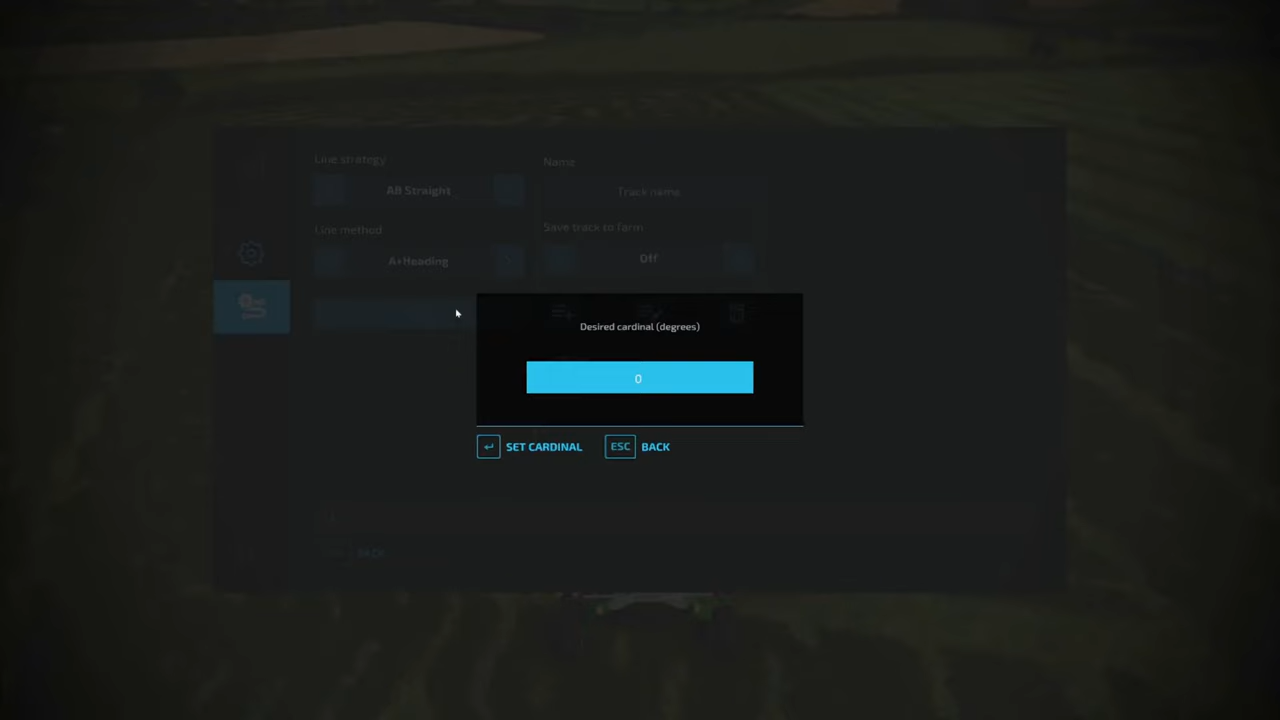 Line strategy
Name
AB Straight
Track name
Line method
Save track to farm
A+Heading
Off
Desired cardinal (degrees)
0
↵ SET CARDINAL ESC BACK
BACK